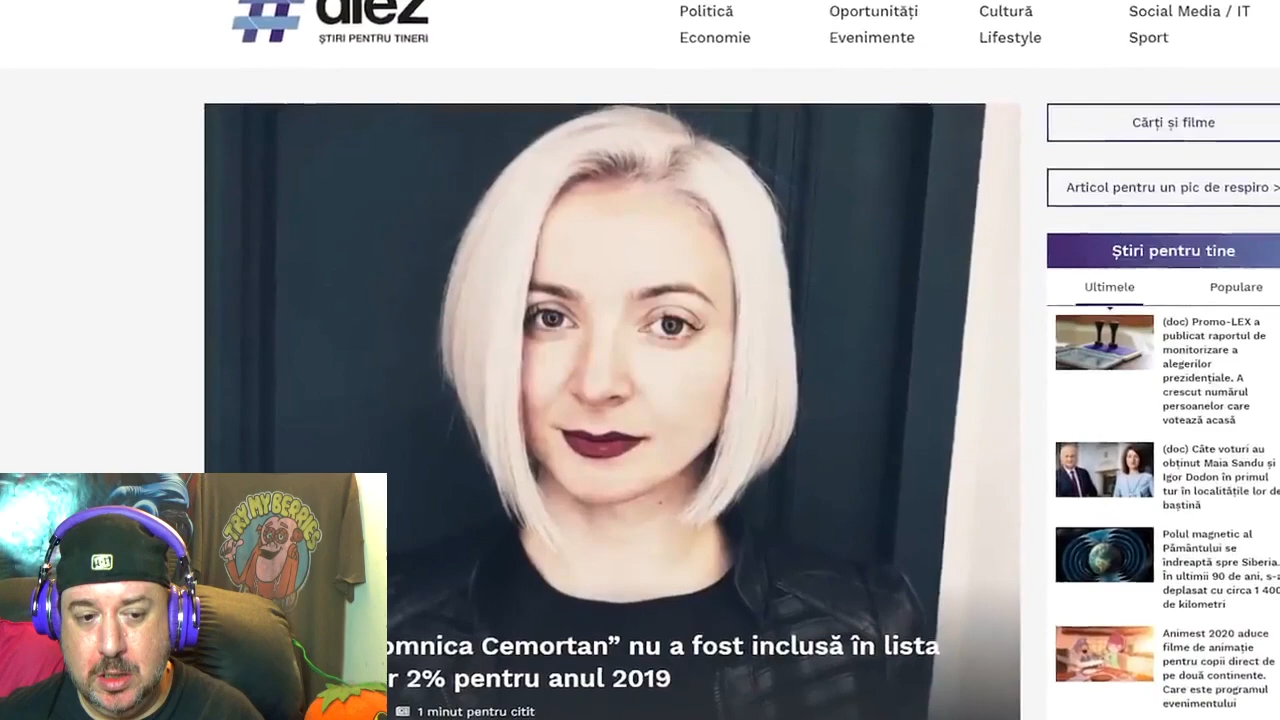 diez
ȘTIRI PENTRU TINERI
Politică
Oportunități
Cultură
Social Media / IT
Economie
Evenimente
Lifestyle
Sport
Cărți și filme
Articol pentru un pic de respiro >
Știri pentru tine
Ultimele
Populare
(doc) Promo-LEX a
publicat raportul de
monitorizare a
alegerilor
prezidențiale. A
crescut numărul
persoanelor care
votează acasă
(doc) Câte voturi au
obținut Maia Sandu și
Igor Dodon în primul
tur în localitățile lor de
baștină
Polul magnetic al
Pământului se
îndreaptă spre Siberia.
În ultimii 90 de ani, s-a
deplasat cu circa 1 400
de kilometri
Animest 2020 aduce
filme de animație
pentru copii direct de
pe două continente.
Care este programul
evenimentului
omnica Cemortan” nu a fost inclusă în lista
r 2% pentru anul 2019
1 minut pentru citit
TRY MY BERRIES
DC